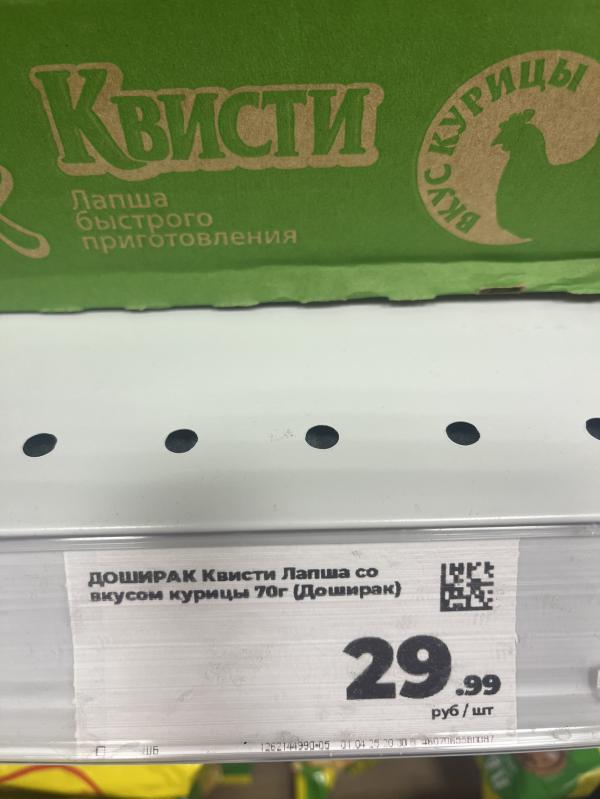 КВИСТИ
Лапша
быстрого
приготовления
ВКУС КУРИЦЫ
ДОШИРАК Квисти Лапша со
вкусом курицы 70г (Доширак)
29.99
руб / шт